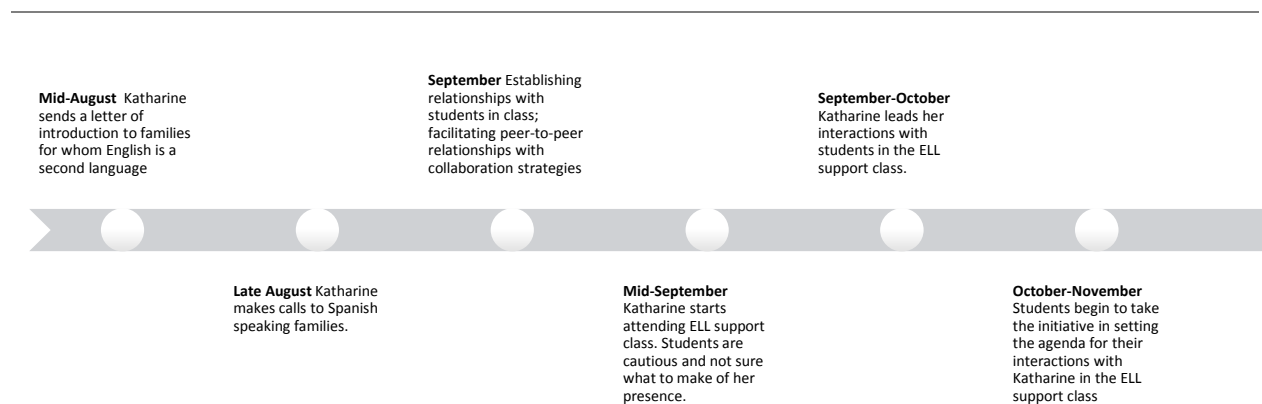 Mid-August Katharine
sends a letter of
introduction to families
for whom English is a
second language
Late August Katharine
makes calls to Spanish
speaking families.
September Establishing
relationships with
students in class;
facilitating peer-to-peer
relationships with
collaboration strategies
Mid-September
Katharine starts
attending ELL support
class. Students are
cautious and not sure
what to make of her
presence.
September-October
Katharine leads her
interactions with
students in the ELL
support class.
October-November
Students begin to take
the initiative in setting
the agenda for their
interactions with
Katharine in the ELL
support class